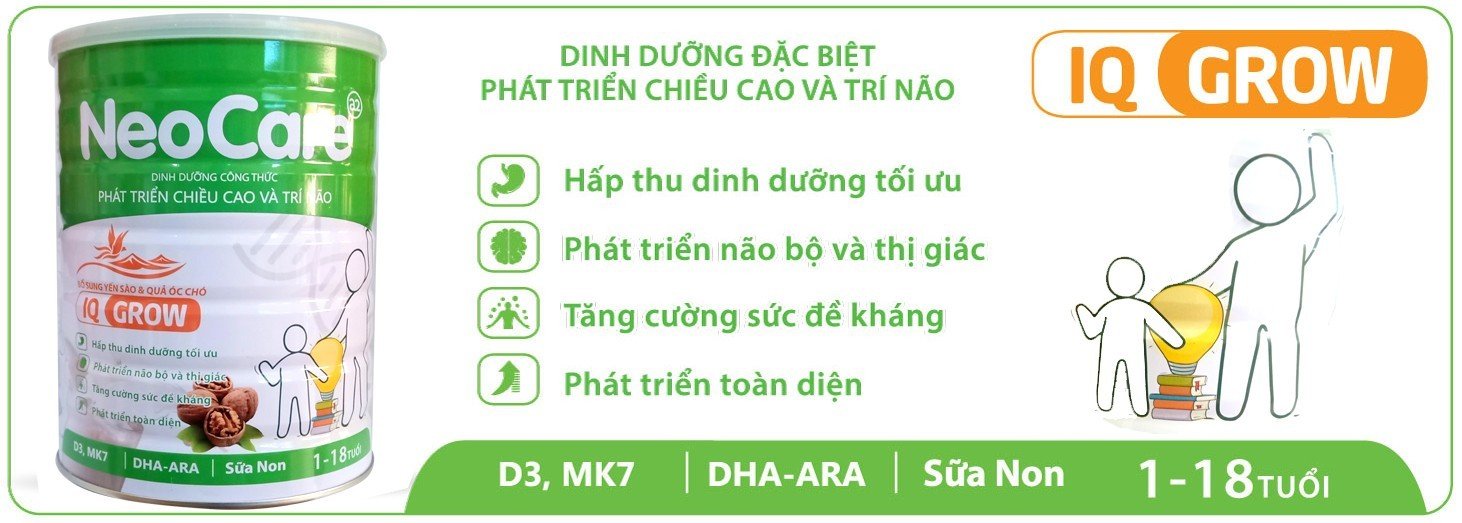 NeoCare
a2
DINH DƯỠNG CÔNG THỨC
PHÁT TRIỂN CHIỀU CAO VÀ TRÍ NÃO
BỔ SUNG YẾN SÀO & QUẢ ÓC CHÓ
IQ GROW
Hấp thu dinh dưỡng tối ưu
Phát triển não bộ và thị giác
Tăng cường sức đề kháng
Phát triển toàn diện
D3, MK7 | DHA-ARA | Sữa Non 1-18 TUỔI
DINH DƯỠNG ĐẶC BIỆT
PHÁT TRIỂN CHIỀU CAO VÀ TRÍ NÃO
IQ GROW
Hấp thu dinh dưỡng tối ưu
Phát triển não bộ và thị giác
Tăng cường sức đề kháng
Phát triển toàn diện
D3, MK7 | DHA-ARA | Sữa Non 1-18 TUỔI